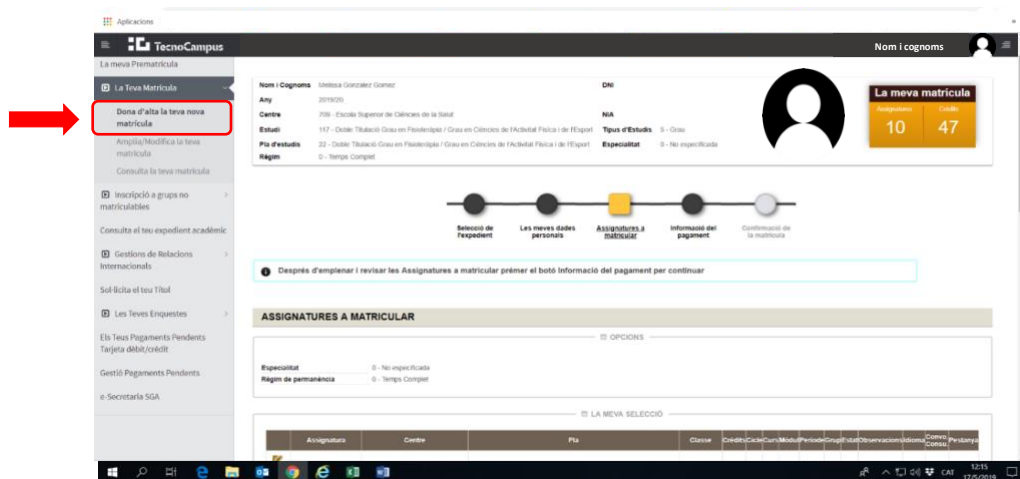 Aplicacions
»
TecnoCampus
Nom i cognoms
La meva Prematrícula
La Teva Matrícula
Dona d'alta la teva nova
matrícula
Amplia/Modifica la teva
matrícula
Consulta la teva matrícula
Inscripció a grups no
matriculables
Consulta el teu expedient acadèmic
Gestions de Relacions
Internacionals
Sol·licita el teu Títol
Les Teves Enquestes
Els Teus Pagaments Pendents
Tarjeta dèbit/crèdit
Gestió Pagaments Pendents
e-Secretaria SGA
Nom i Cognoms Melissa Gonzalez Gomez DNI
Any 2019/20
Centre 709 - Escola Superior de Ciències de la Salut NIA
Estudi 117 - Doble Titulació Grau en Fisioteràpia / Grau en Ciències de l'Activitat Física i de l'Esport Tipus d'Estudis S - Grau
Pla d'estudis 22 - Doble Titulació Grau en Fisioteràpia / Grau en Ciències de l'Activitat Física i de l'Esport Especialitat 0 - No especificada
Règim 0 - Temps Complet
La meva matrícula
Assignatures Crèdits
10 47
Selecció de
l'expedient
Les meves dades
personals
Assignatures a
matricular
Informació del
pagament
Confirmació de
la matrícula
Després d'emplenar i revisar les Assignatures a matricular prémer el botó Informació del pagament per continuar
ASSIGNATURES A MATRICULAR
OPCIONS
Especialitat 0 - No especificada
Règim de permanència 0 - Temps Complet
LA MEVA SELECCIÓ
Assignatura Centre Pla Classe Crèdits Cicle Curs Mòdul Període Grup Estat Observacions Idioma Convo. Consu. Pestanya
CAT
12:15
17/5/2019